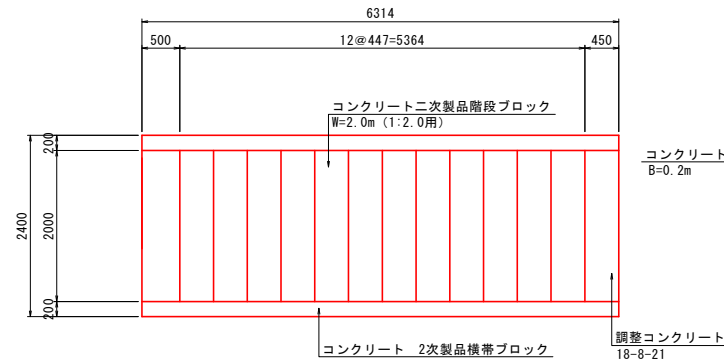 6314
500
12@447=5364
450
コンクリート二次製品階段ブロック
W=2.0m (1:2.0用)
コンクリート
B=0.2m
200
2000
2400
200
コンクリート 2次製品横帯ブロック
調整コンクリート
18-8-21